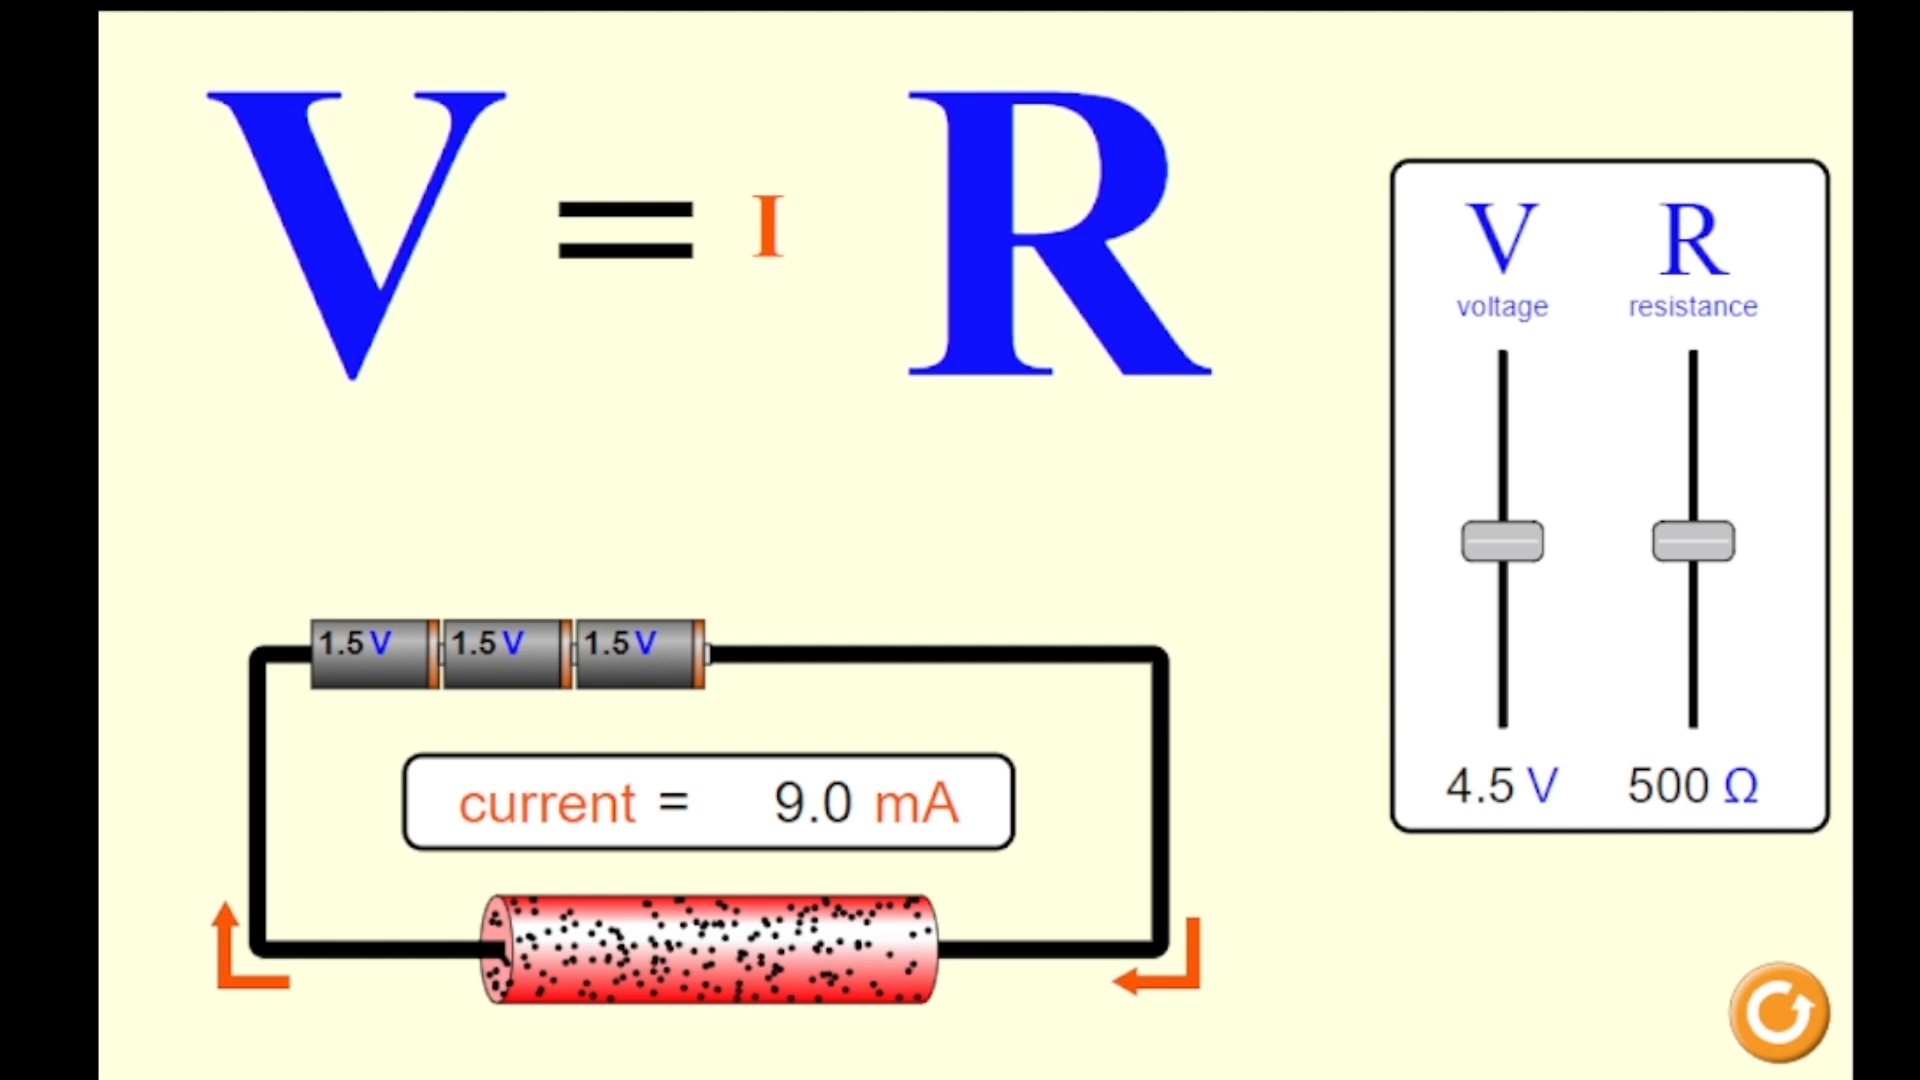 V = I R
V R
voltage resistance
4.5 V 500 Ω
1.5 V 1.5 V 1.5 V
current = 9.0 mA